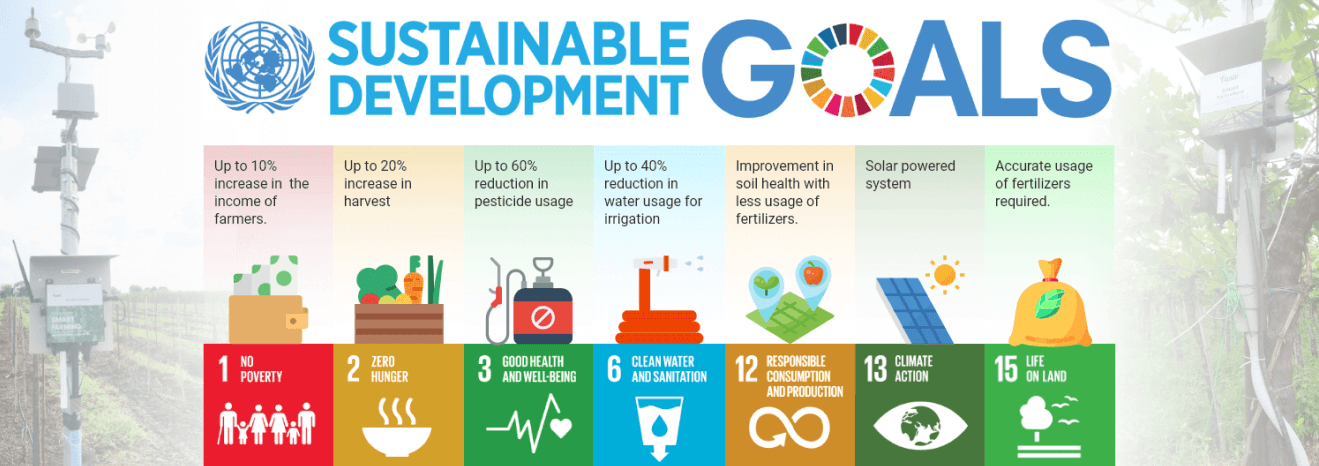 SUSTAINABLE
DEVELOPMENT
GOALS
Up to 10%
increase in the
income of
farmers.
Up to 20%
increase in
harvest
Up to 60%
reduction in
pesticide usage
Up to 40%
reduction in
water usage for
irrigation
Improvement in
soil health with
less usage of
fertilizers.
Solar powered
system
Accurate usage
of fertilizers
required.
1 NO
POVERTY
2 ZERO
HUNGER
3 GOOD HEALTH
AND WELL-BEING
6 CLEAN WATER
AND SANITATION
12 RESPONSIBLE
CONSUMPTION
AND PRODUCTION
13 CLIMATE
ACTION
15 LIFE
ON LAND